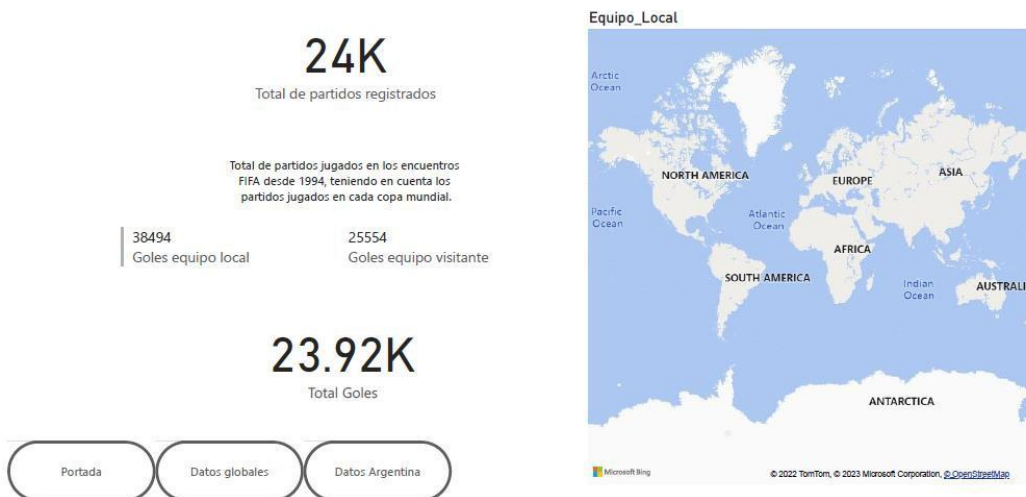 24K
Total de partidos registrados
Total de partidos jugados en los encuentros
FIFA desde 1994, teniendo en cuenta los
partidos jugados en cada copa mundial.
38494
Goles equipo local
25554
Goles equipo visitante
23.92K
Total Goles
Portada
Datos globales
Datos Argentina
Equipo_Local
Arctic
Ocean
NORTH AMERICA
EUROPE
ASIA
Pacific
Ocean
Atlantic
Ocean
AFRICA
SOUTH AMERICA
Indian
Ocean
AUSTRALI
ANTARCTICA
Microsoft Bing
© 2022 TomTom, © 2023 Microsoft Corporation, © OpenStreetMap